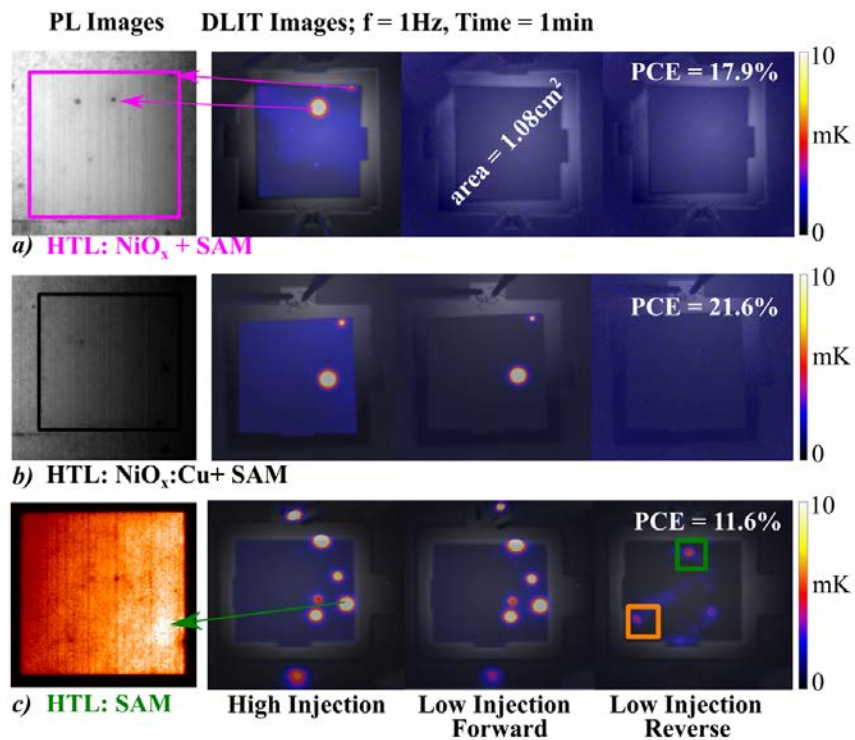 PL Images
DLIT Images; f = 1Hz, Time = 1min
PCE = 17.9%
area = 1.08cm²
10
mK
0
a) HTL: NiOₓ + SAM
PCE = 21.6%
10
mK
0
b) HTL: NiOₓ:Cu+ SAM
PCE = 11.6%
10
mK
0
c) HTL: SAM
High Injection
Low Injection
Forward
Low Injection
Reverse